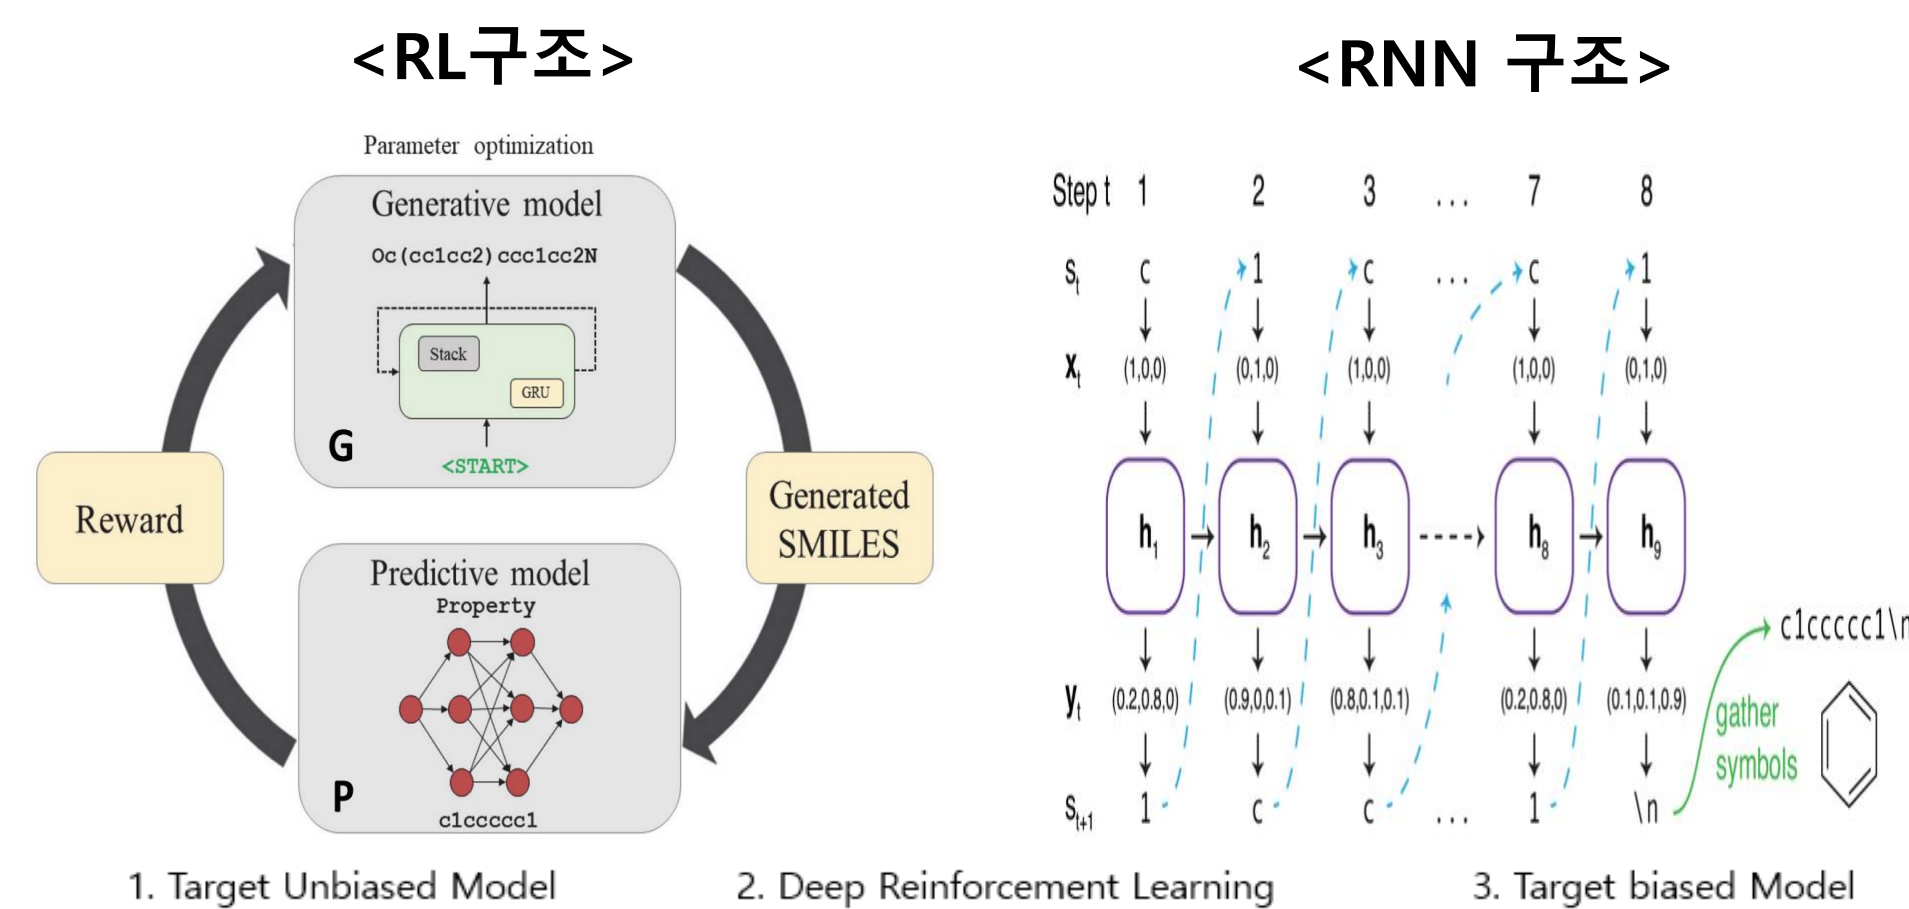 <RL구조>
Parameter optimization
Generative model
Oc(cc1cc2)ccc1cc2N
Stack
GRU
G
<START>
Reward
Generated
SMILES
Predictive model
Property
P
c1ccccc1
<RNN 구조>
Step t 1 2 3 ... 7 8
s_t c 1 c ... c 1
x_t (1,0,0) (0,1,0) (1,0,0) (1,0,0) (0,1,0)
h_1 h_2 h_3 h_8 h_9
y_t (0.2,0.8,0) (0.9,0,0.1) (0.8,0.1,0.1) (0.2,0.8,0) (0.1,0.1,0.9)
s_t+1 1 c c ... 1 \n
c1ccccc1\n
gather
symbols
1. Target Unbiased Model 2. Deep Reinforcement Learning 3. Target biased Model